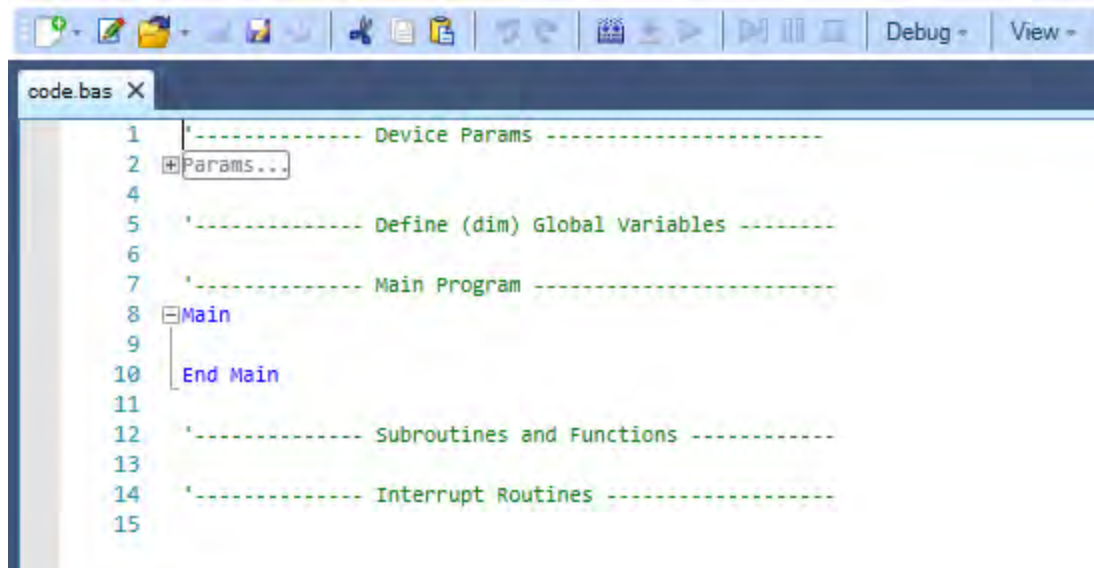 Debug View
code.bas X
1 '-------------- Device Params -----------------------
2 Params...
4
5 '-------------- Define (dim) Global Variables --------
6
7 '-------------- Main Program -------------------------
8 Main
9
10 End Main
11
12 '-------------- Subroutines and Functions ------------
13
14 '-------------- Interrupt Routines -------------------
15